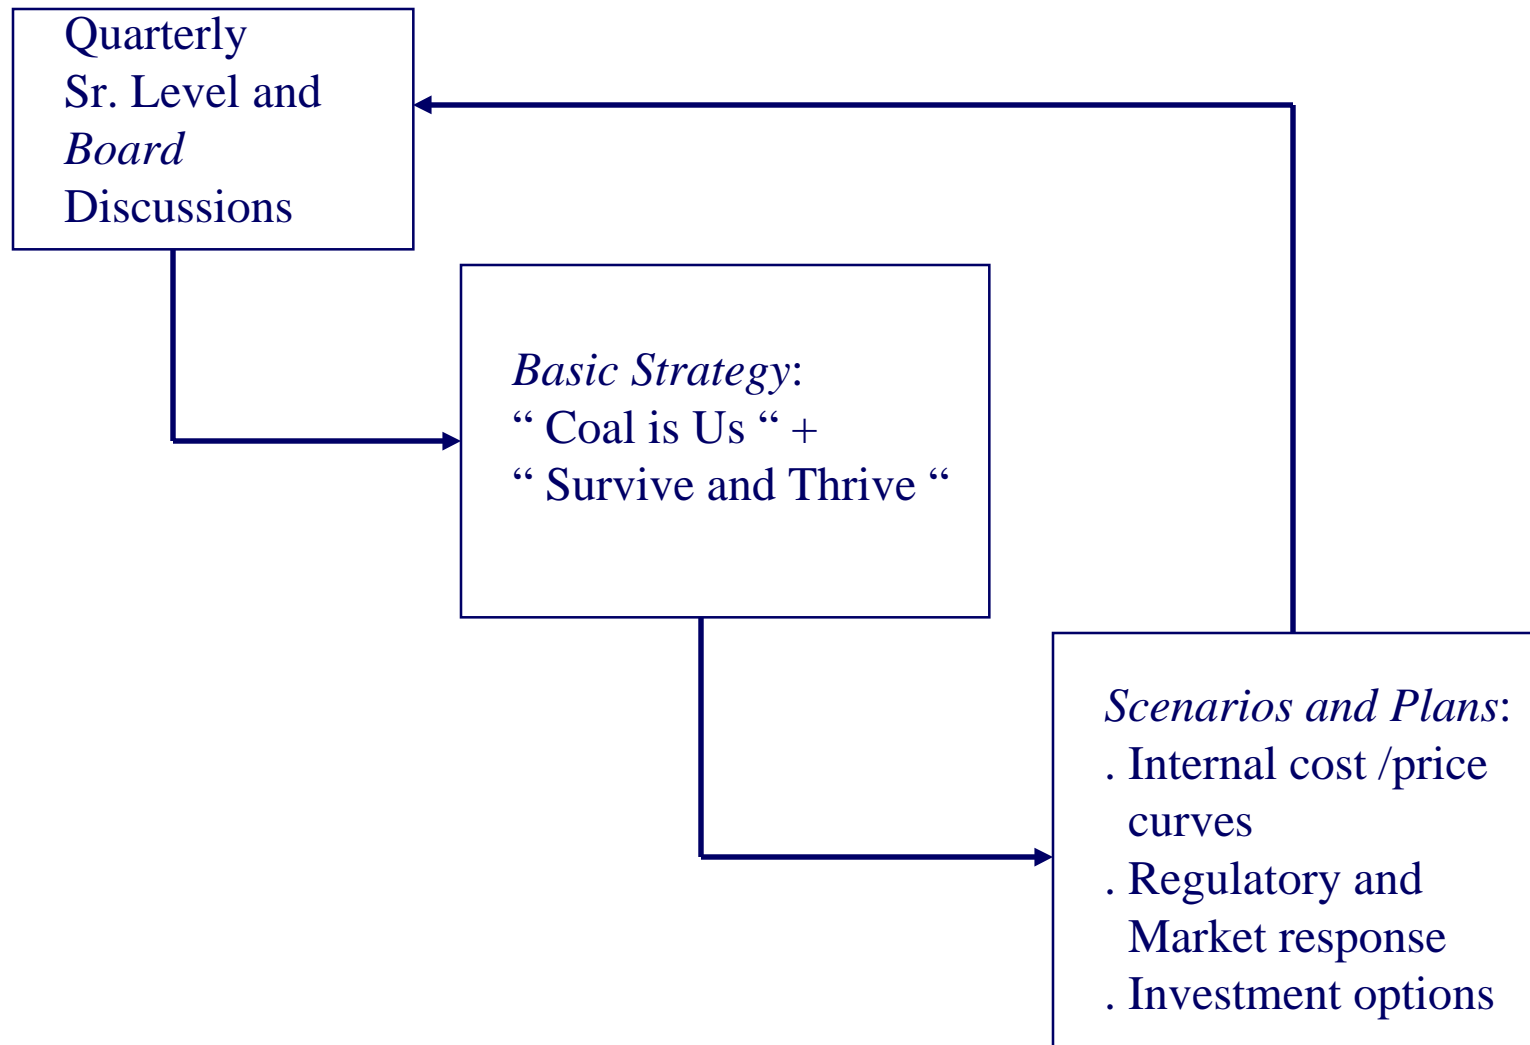 Quarterly
Sr. Level and
Board
Discussions
Basic Strategy:
“ Coal is Us “ +
“ Survive and Thrive “
Scenarios and Plans:
. Internal cost /price
curves
. Regulatory and
Market response
. Investment options